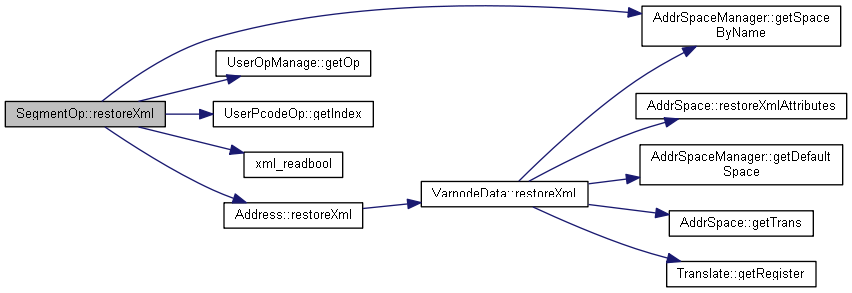 AddrSpaceManager::getSpace
ByName
UserOpManage::getOp
SegmentOp::restoreXml
UserPcodeOp::getIndex
AddrSpace::restoreXmlAttributes
xml_readbool
AddrSpaceManager::getDefault
Space
VarnodeData::restoreXml
Address::restoreXml
AddrSpace::getTrans
Translate::getRegister